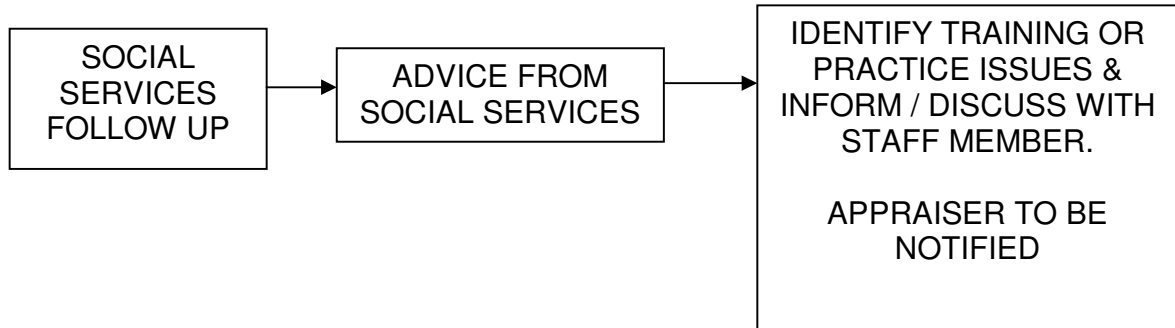 SOCIAL
SERVICES
FOLLOW UP
ADVICE FROM
SOCIAL SERVICES
IDENTIFY TRAINING OR
PRACTICE ISSUES &
INFORM / DISCUSS WITH
STAFF MEMBER.
APPRAISER TO BE
NOTIFIED